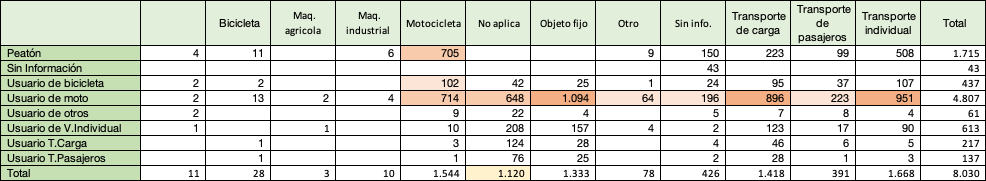 Bicicleta Maq. agricola Maq. industrial Motocicleta No aplica Objeto fijo Otro Sin info. Transporte de carga Transporte de pasajeros Transporte individual Total
Peatón 4 11 6 705 9 150 223 99 508 1.715
Sin Información 43 43
Usuario de bicicleta 2 2 102 42 25 1 24 95 37 107 437
Usuario de moto 2 13 2 4 714 648 1.094 64 196 896 223 951 4.807
Usuario de otros 2 9 22 4 5 7 8 4 61
Usuario de V.Individual 1 1 10 208 157 4 2 123 17 90 613
Usuario T.Carga 1 3 124 28 4 46 6 5 217
Usuario T.Pasajeros 1 1 76 25 2 28 1 3 137
Total 11 28 3 10 1.544 1.120 1.333 78 426 1.418 391 1.668 8.030